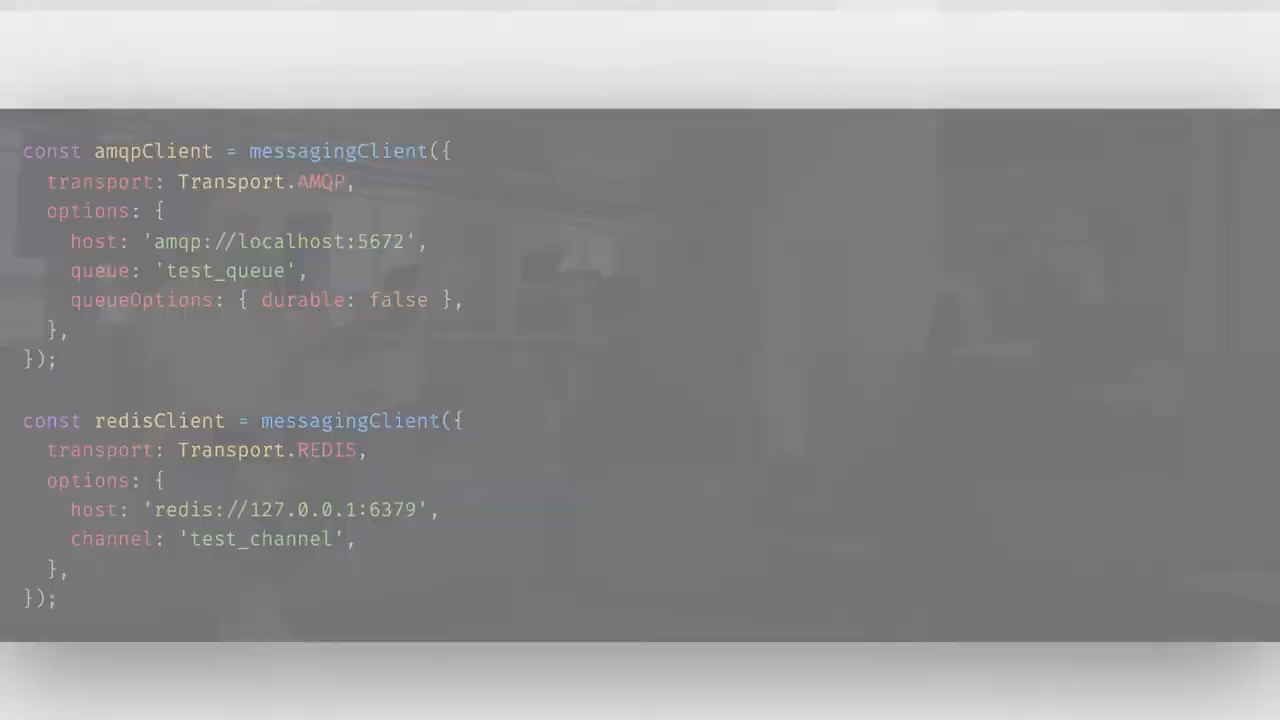 const amqpClient = messagingClient({
  transport: Transport.AMQP,
  options: {
    host: 'amqp://localhost:5672',
    queue: 'test_queue',
    queueOptions: { durable: false },
  },
});

const redisClient = messagingClient({
  transport: Transport.REDIS,
  options: {
    host: 'redis://127.0.0.1:6379',
    channel: 'test_channel',
  },
});